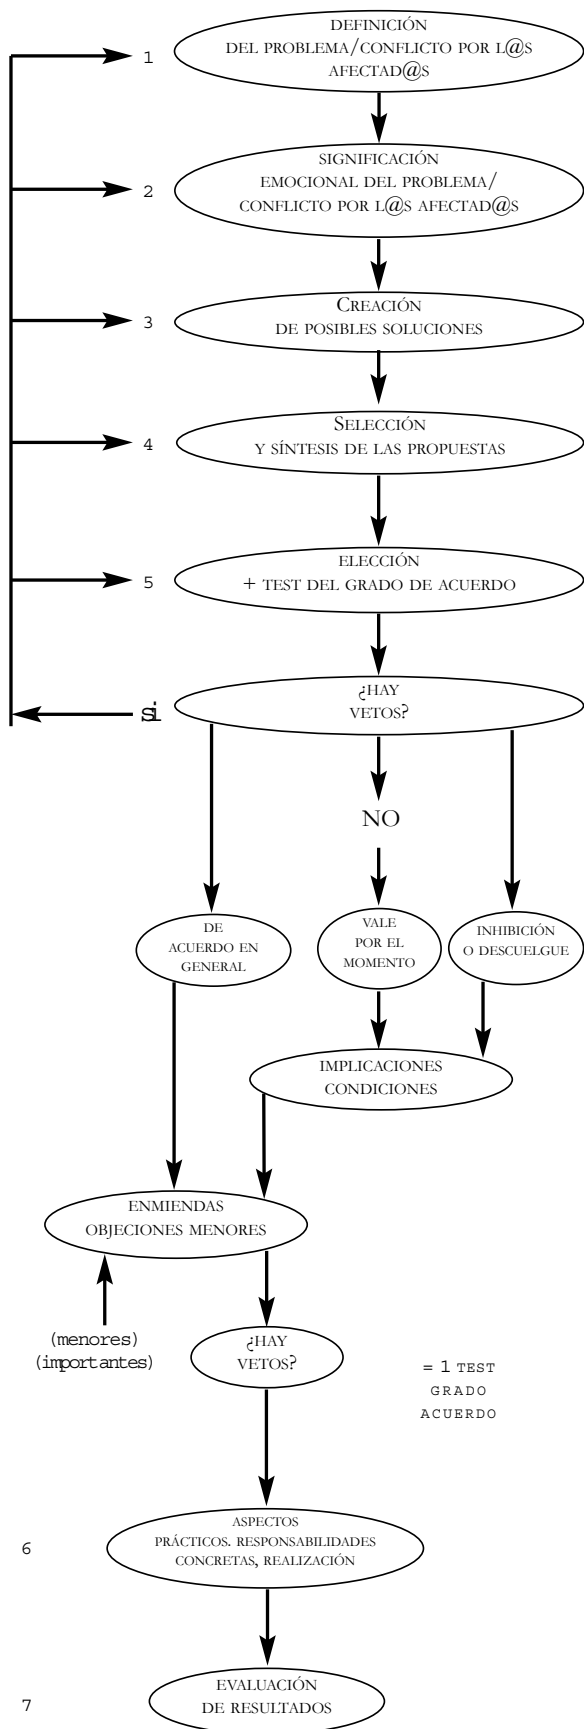 DEFINICIÓN
1 DEL PROBLEMA/CONFLICTO POR L@S
AFECTAD@S
SIGNIFICACIÓN
2 EMOCIONAL DEL PROBLEMA/
CONFLICTO POR L@S AFECTAD@S
3 CREACIÓN
DE POSIBLES SOLUCIONES
4 SELECCIÓN
Y SÍNTESIS DE LAS PROPUESTAS
5 ELECCIÓN
+ TEST DEL GRADO DE ACUERDO
¿HAY
Si VETOS?
NO
DE
ACUERDO EN
GENERAL
VALE
POR EL
MOMENTO
INHIBICIÓN
O DESCUELGUE
IMPLICACIONES
CONDICIONES
ENMIENDAS
OBJECIONES MENORES
(menores)
(importantes)
¿HAY
VETOS?
= 1 TEST
GRADO
ACUERDO
6 ASPECTOS
PRÁCTICOS. RESPONSABILIDADES
CONCRETAS, REALIZACIÓN
7 EVALUACIÓN
DE RESULTADOS